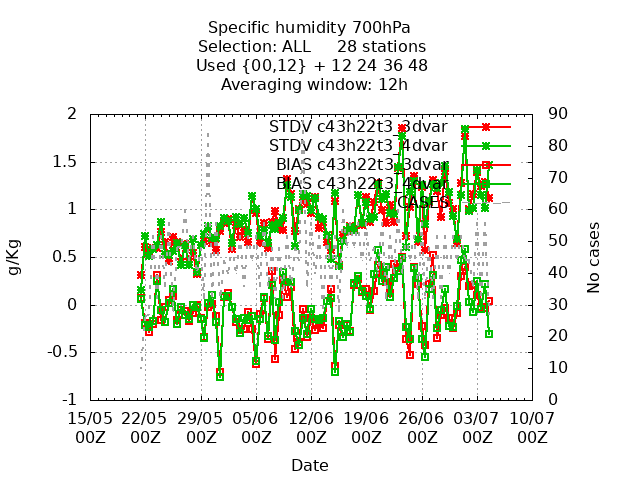 Specific humidity 700hPa
Selection: ALL 28 stations
Used {00,12} + 12 24 36 48
Averaging window: 12h
STDV c43h22t3_3dvar
STDV c43h22t3_4dvar
BIAS c43h22t3_3dvar
BIAS c43h22t3_4dvar
CASES
2
1.5
1
0.5
0
-0.5
-1
g/Kg
90
80
70
60
50
40
30
20
10
0
No cases
15/05 22/05 29/05 05/06 12/06 19/06 26/06 03/07 10/07
00Z 00Z 00Z 00Z 00Z 00Z 00Z 00Z 00Z
Date